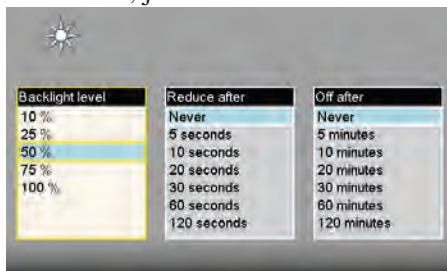 Backlight level
10 %
25 %
50 %
75 %
100 %
Reduce after
Never
5 seconds
10 seconds
20 seconds
30 seconds
60 seconds
120 seconds
Off after
Never
5 minutes
10 minutes
20 minutes
30 minutes
60 minutes
120 minutes